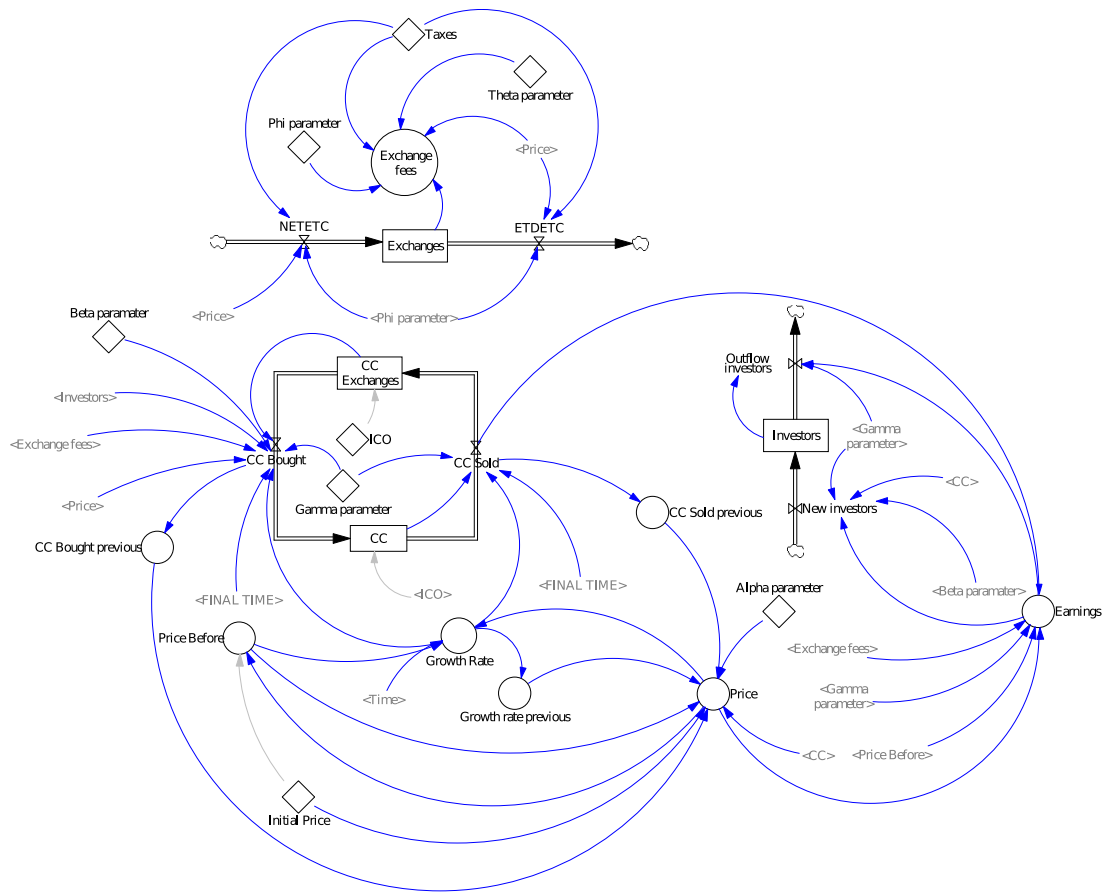 Taxes
Theta parameter
Phi parameter
<Price>
Exchange
fees
NETETC
ETDETC
Exchanges
<Price>
<Phi parameter>
Beta paramater
CC
Exchanges
Outflow
investors
<Investors>
<Gamma
parameter>
Investors
<Exchange fees>
ICO
CC Bought
CC Sold
<CC>
<Price>
Gamma parameter
New investors
CC Sold previous
CC
CC Bought previous
<FINAL TIME>
<ICO>
<FINAL TIME>
Alpha parameter
<Beta paramater>
Earnings
Price Before
Growth Rate
<Exchange fees>
<Time>
Growth rate previous
Price
<Gamma
parameter>
<CC>
<Price Before>
Initial Price